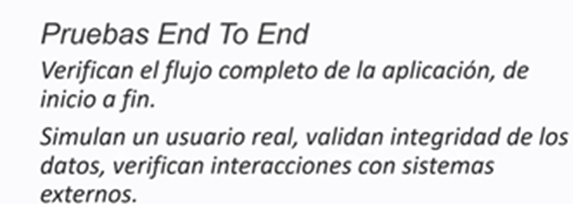 Pruebas End To End
Verifican el flujo completo de la aplicación, de
inicio a fin.
Simulan un usuario real, validan integridad de los
datos, verifican interacciones con sistemas
externos.